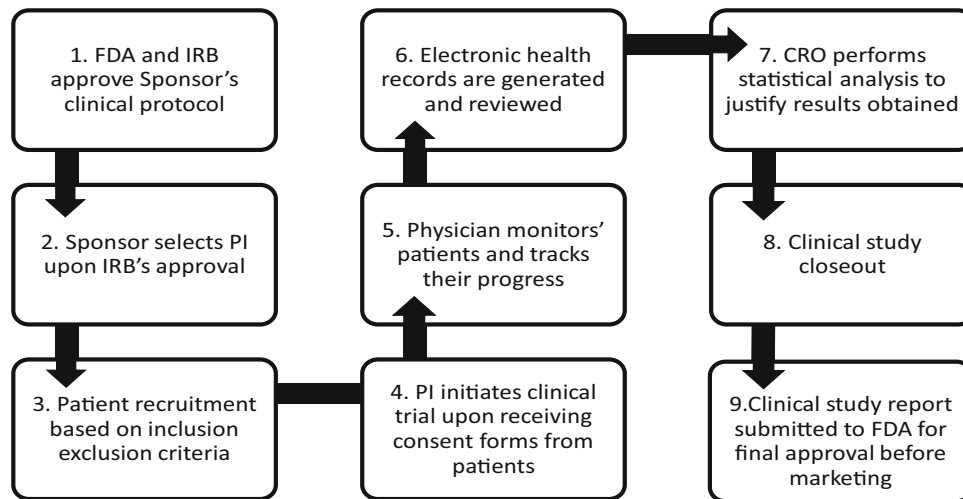 1. FDA and IRB
approve Sponsor's
clinical protocol
2. Sponsor selects PI
upon IRB's approval
3. Patient recruitment
based on inclusion
exclusion criteria
4. PI initiates clinical
trial upon receiving
consent forms from
patients
5. Physician monitors'
patients and tracks
their progress
6. Electronic health
records are generated
and reviewed
7. CRO performs
statistical analysis to
justify results obtained
8. Clinical study
closeout
9.Clinical study report
submitted to FDA for
final approval before
marketing